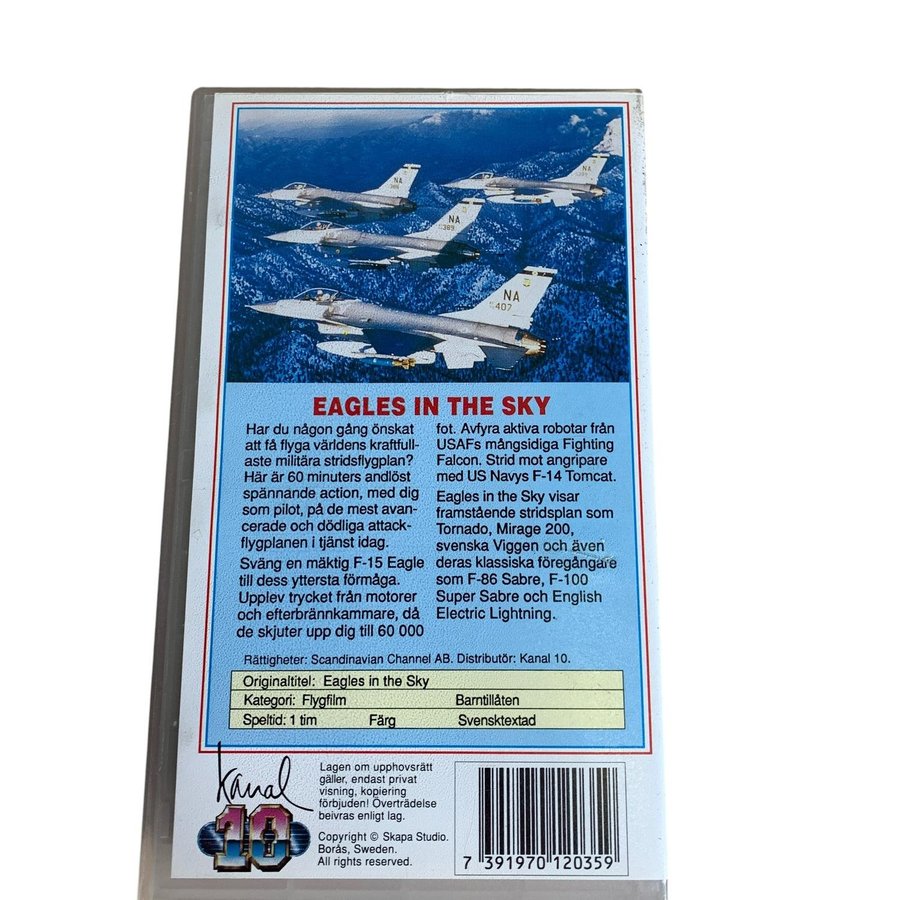 NA
NA
389
NA
407
EAGLES IN THE SKY
Har du någon gång önskat
att få flyga världens kraftfull-
aste militära stridsflygplan?
Här är 60 minuters andlöst
spännande action, med dig
som pilot, på de mest avan-
cerade och dödliga attack-
flygplanen i tjänst idag.
Sväng en mäktig F-15 Eagle
till dess yttersta förmåga.
Upplev trycket från motorer
och efterbrännkammare, då
de skjuter upp dig till 60 000
fot. Avfyra aktiva robotar från
USAFs mångsidiga Fighting
Falcon. Strid mot angripare
med US Navys F-14 Tomcat.
Eagles in the Sky visar
framstående stridsplan som
Tornado, Mirage 200,
svenska Viggen och även
deras klassiska föregångare
som F-86 Sabre, F-100
Super Sabre och English
Electric Lightning.
Rättigheter: Scandinavian Channel AB. Distributör: Kanal 10.
Originaltitel: Eagles in the Sky
Kategori: Flygfilm Barntillåten
Speltid: 1 tim Färg Svensktextad
Kanal
10
Lagen om upphovsrätt
gäller, endast privat
visning, kopiering
förbjuden! Överträdelse
beivras enligt lag.
Copyright © Skapa Studio.
Borås, Sweden.
All rights reserved.
7 391970 120359